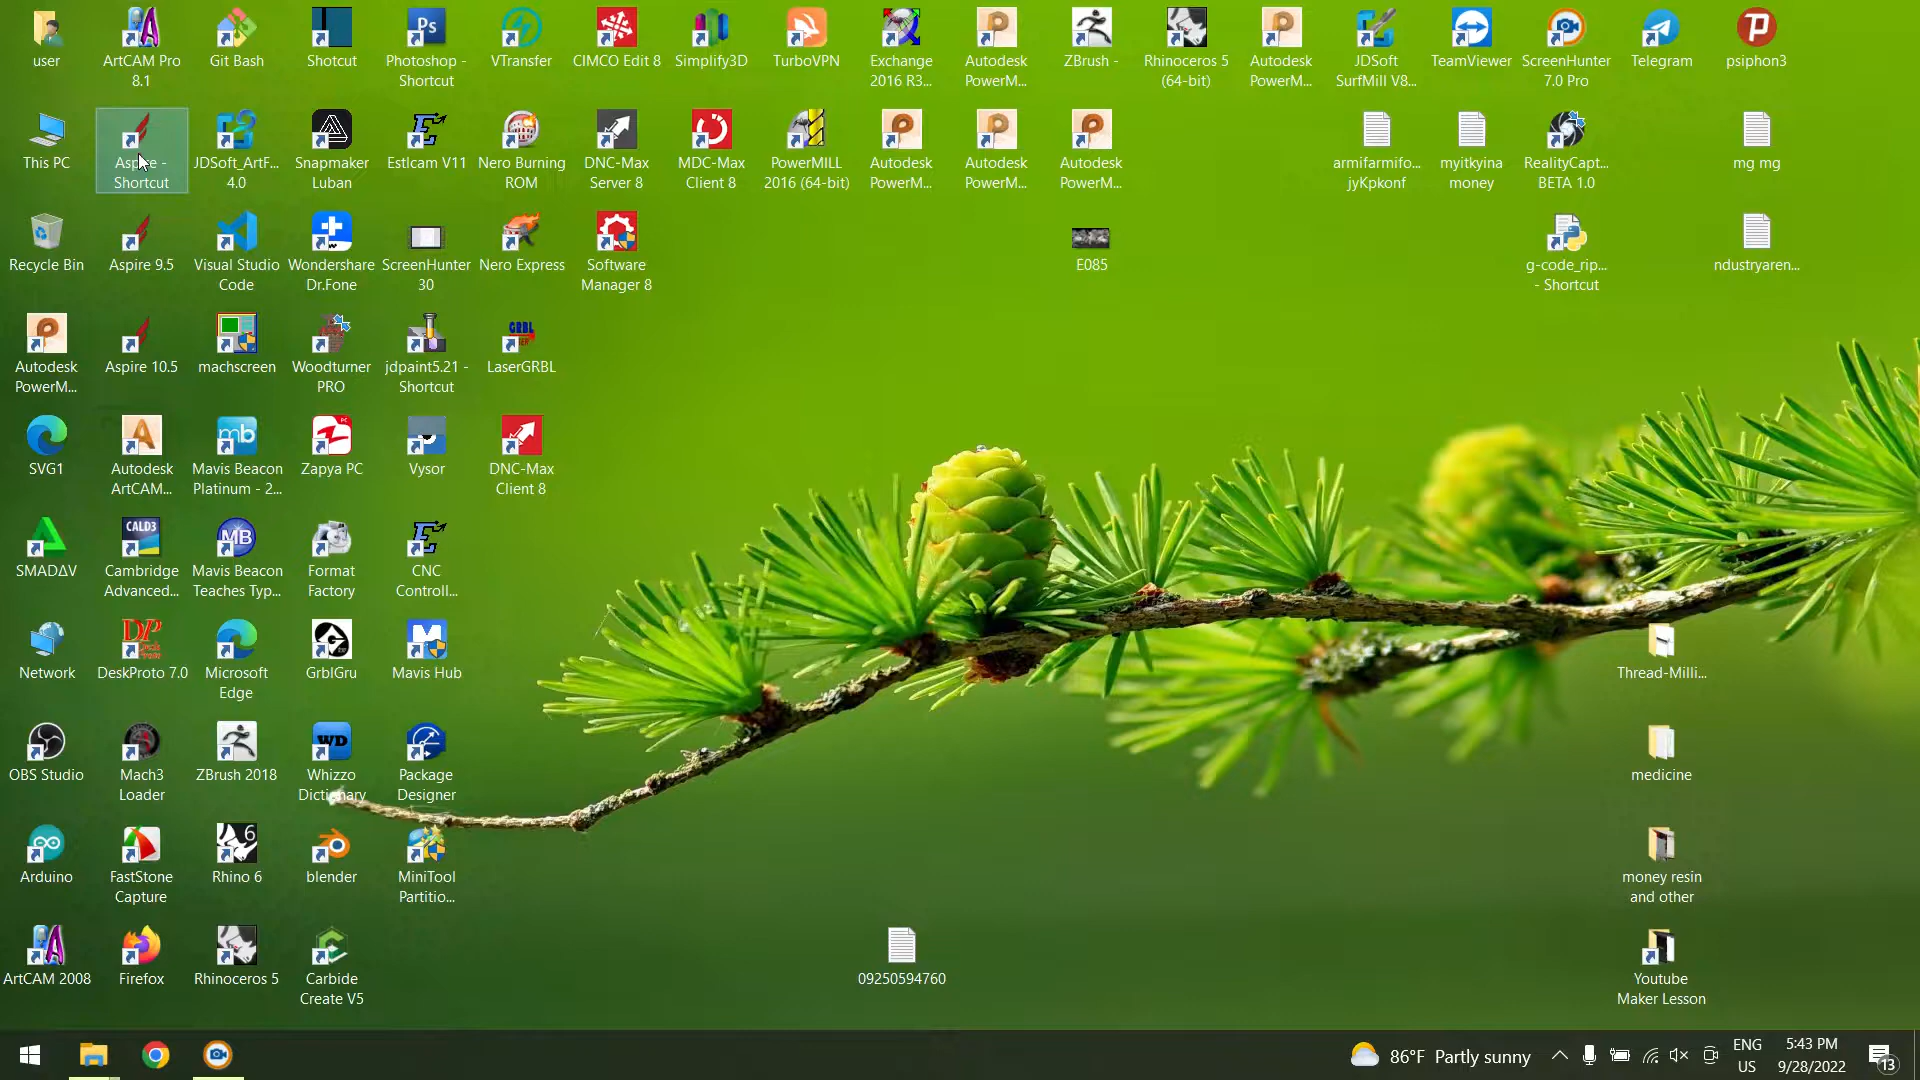 user
ArtCAM Pro
8.1
Git Bash
Shotcut
Photoshop -
Shortcut
VTransfer
CIMCO Edit 8
Simplify3D
TurboVPN
Exchange
2016 R3...
Autodesk
PowerM...
ZBrush -
Rhinoceros 5
(64-bit)
Autodesk
PowerM...
JDSoft
SurfMill V8...
TeamViewer
ScreenHunter
7.0 Pro
Telegram
psiphon3
This PC
Aspire -
Shortcut
JDSoft_ArtF...
4.0
Snapmaker
Luban
Estlcam V11
Nero Burning
ROM
DNC-Max
Server 8
MDC-Max
Client 8
PowerMILL
2016 (64-bit)
Autodesk
PowerM...
Autodesk
PowerM...
Autodesk
PowerM...
armifarmifo...
jyKpkonf
myitkyina
money
RealityCapt...
BETA 1.0
mg mg
Recycle Bin
Aspire 9.5
Visual Studio
Code
Wondershare
Dr.Fone
ScreenHunter
30
Nero Express
Software
Manager 8
E085
g-code_rip...
- Shortcut
ndustryaren...
Autodesk
PowerM...
Aspire 10.5
machscreen
Woodturner
PRO
jdpaint5.21 -
Shortcut
GRBL
LaserGRBL
SVG1
Autodesk
ArtCAM...
mb
Mavis Beacon
Platinum - 2...
Zapya PC
Vysor
DNC-Max
Client 8
SMADΔV
CALD3
Cambridge
Advanced...
MB
Mavis Beacon
Teaches Typ...
Format
Factory
CNC
Controll...
Network
DP
DeskProto 7.0
Microsoft
Edge
GrblGru
Mavis Hub
OBS Studio
Mach3
Loader
ZBrush 2018
WD
Whizzo
Dictionary
Package
Designer
Arduino
FastStone
Capture
6
Rhino 6
blender
MiniTool
Partitio...
ArtCAM 2008
Firefox
Rhinoceros 5
Carbide
Create V5
09250594760
Thread-Milli...
medicine
money resin
and other
Youtube
Maker Lesson
86°F Partly sunny
ENG
US
5:43 PM
9/28/2022
13